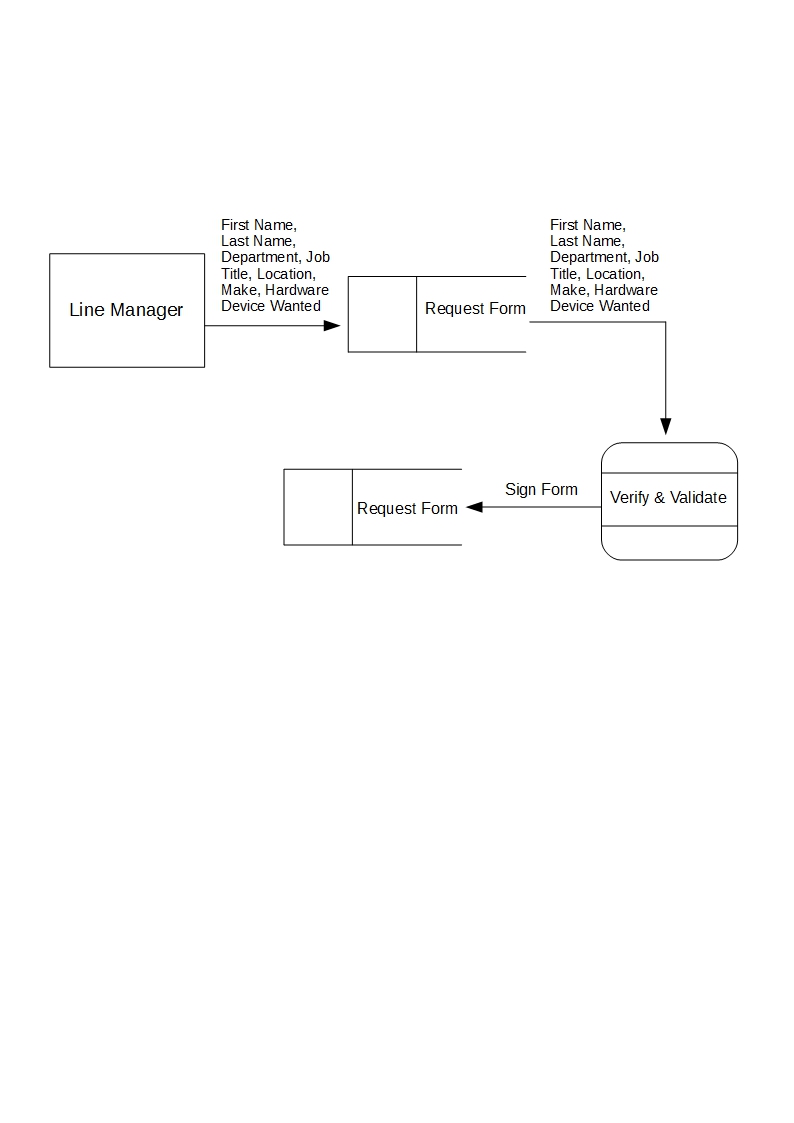 First Name,
Last Name,
Department, Job
Title, Location,
Make, Hardware
Device Wanted
First Name,
Last Name,
Department, Job
Title, Location,
Make, Hardware
Device Wanted
Line Manager
Request Form
Sign Form
Verify & Validate
Request Form